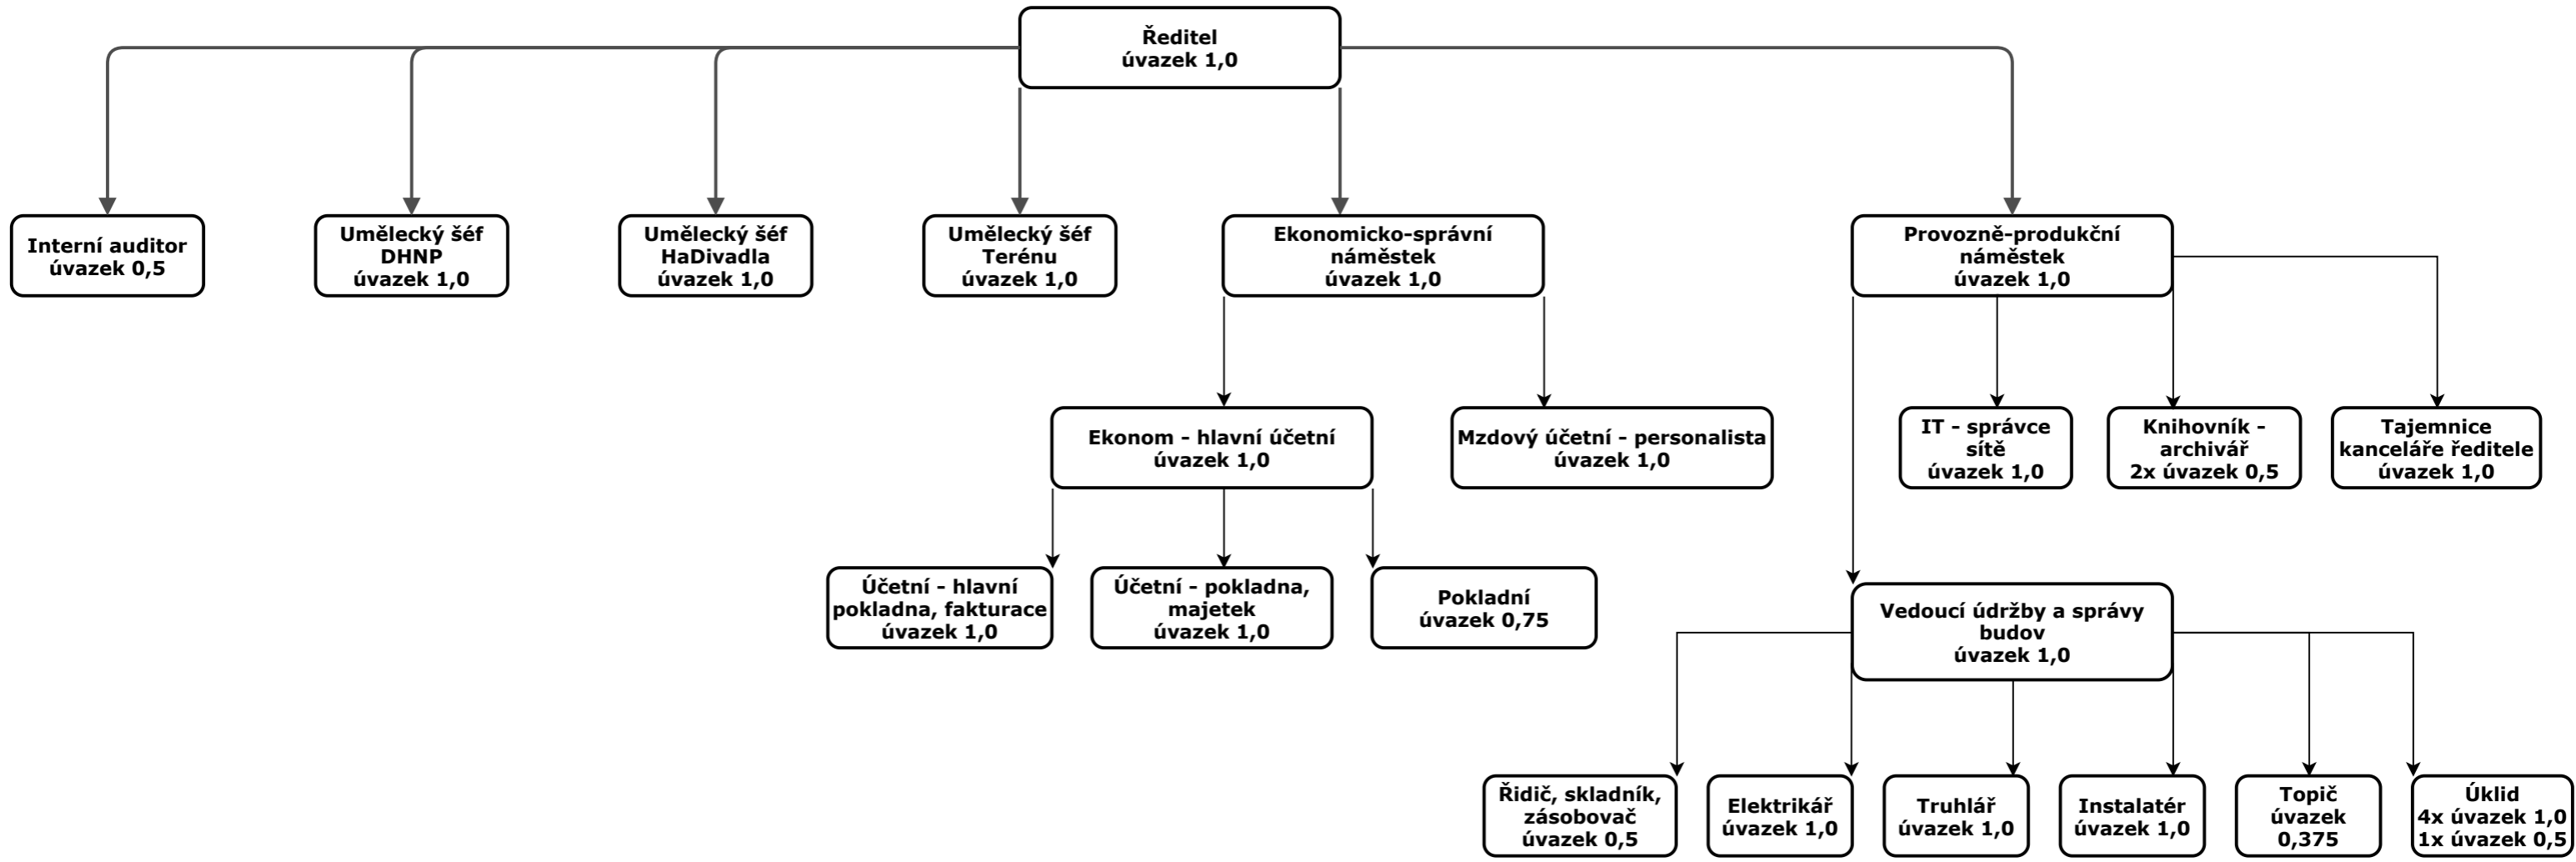 Ředitel
úvazek 1,0
Interní auditor
úvazek 0,5
Umělecký šéf
DHNP
úvazek 1,0
Umělecký šéf
HaDivadla
úvazek 1,0
Umělecký šéf
Terénu
úvazek 1,0
Ekonomicko-správní
náměstek
úvazek 1,0
Provozně-produkční
náměstek
úvazek 1,0
Ekonom - hlavní účetní
úvazek 1,0
Mzdový účetní - personalista
úvazek 1,0
IT - správce
sítě
úvazek 1,0
Knihovník -
archivář
2x úvazek 0,5
Tajemnice
kanceláře ředitele
úvazek 1,0
Účetní - hlavní
pokladna, fakturace
úvazek 1,0
Účetní - pokladna,
majetek
úvazek 1,0
Pokladní
úvazek 0,75
Vedoucí údržby a správy
budov
úvazek 1,0
Řidič, skladník,
zásobovač
úvazek 0,5
Elektrikář
úvazek 1,0
Truhlář
úvazek 1,0
Instalatér
úvazek 1,0
Topič
úvazek
0,375
Úklid
4x úvazek 1,0
1x úvazek 0,5